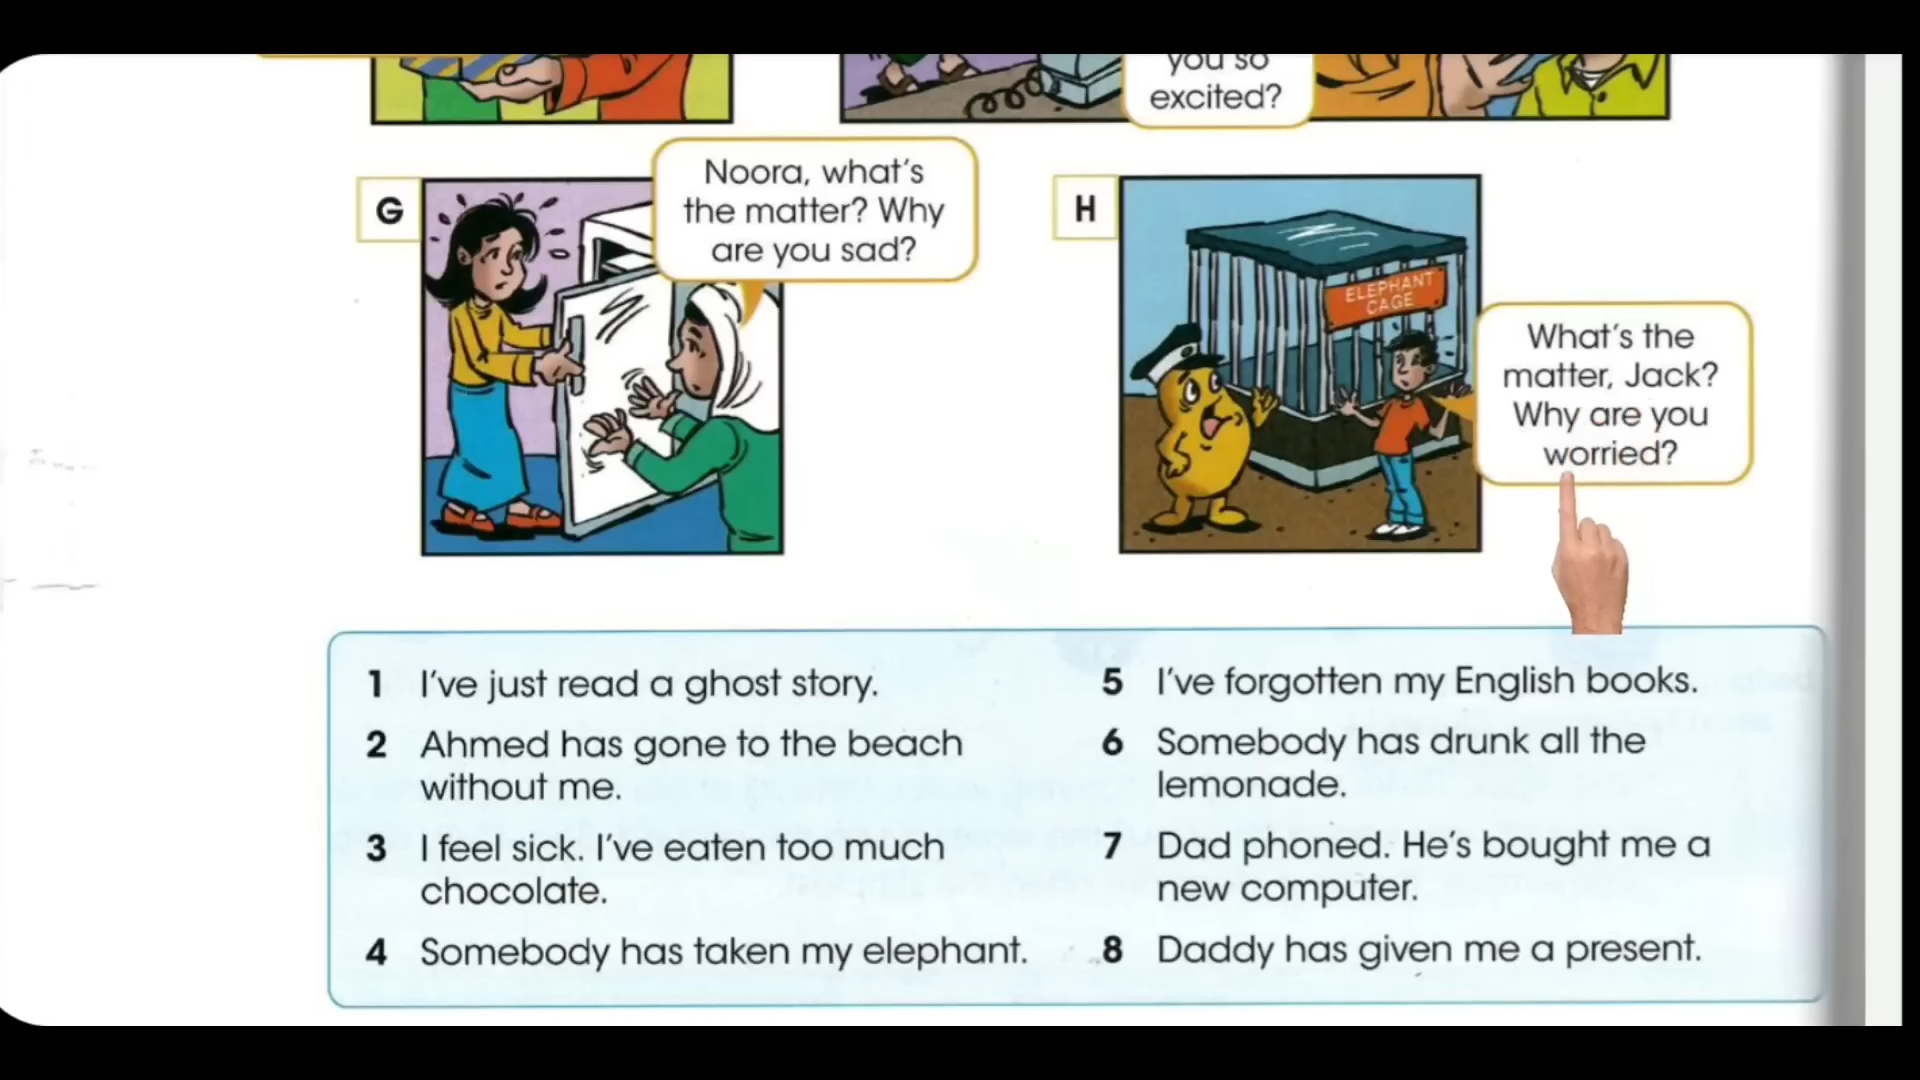 you so
excited?
G
Noora, what's
the matter? Why
are you sad?
H
ELEPHANT
CAGE
What's the
matter, Jack?
Why are you
worried?
1 I've just read a ghost story.
2 Ahmed has gone to the beach
without me.
3 I feel sick. I've eaten too much
chocolate.
4 Somebody has taken my elephant.
5 I've forgotten my English books.
6 Somebody has drunk all the
lemonade.
7 Dad phoned. He's bought me a
new computer.
8 Daddy has given me a present.